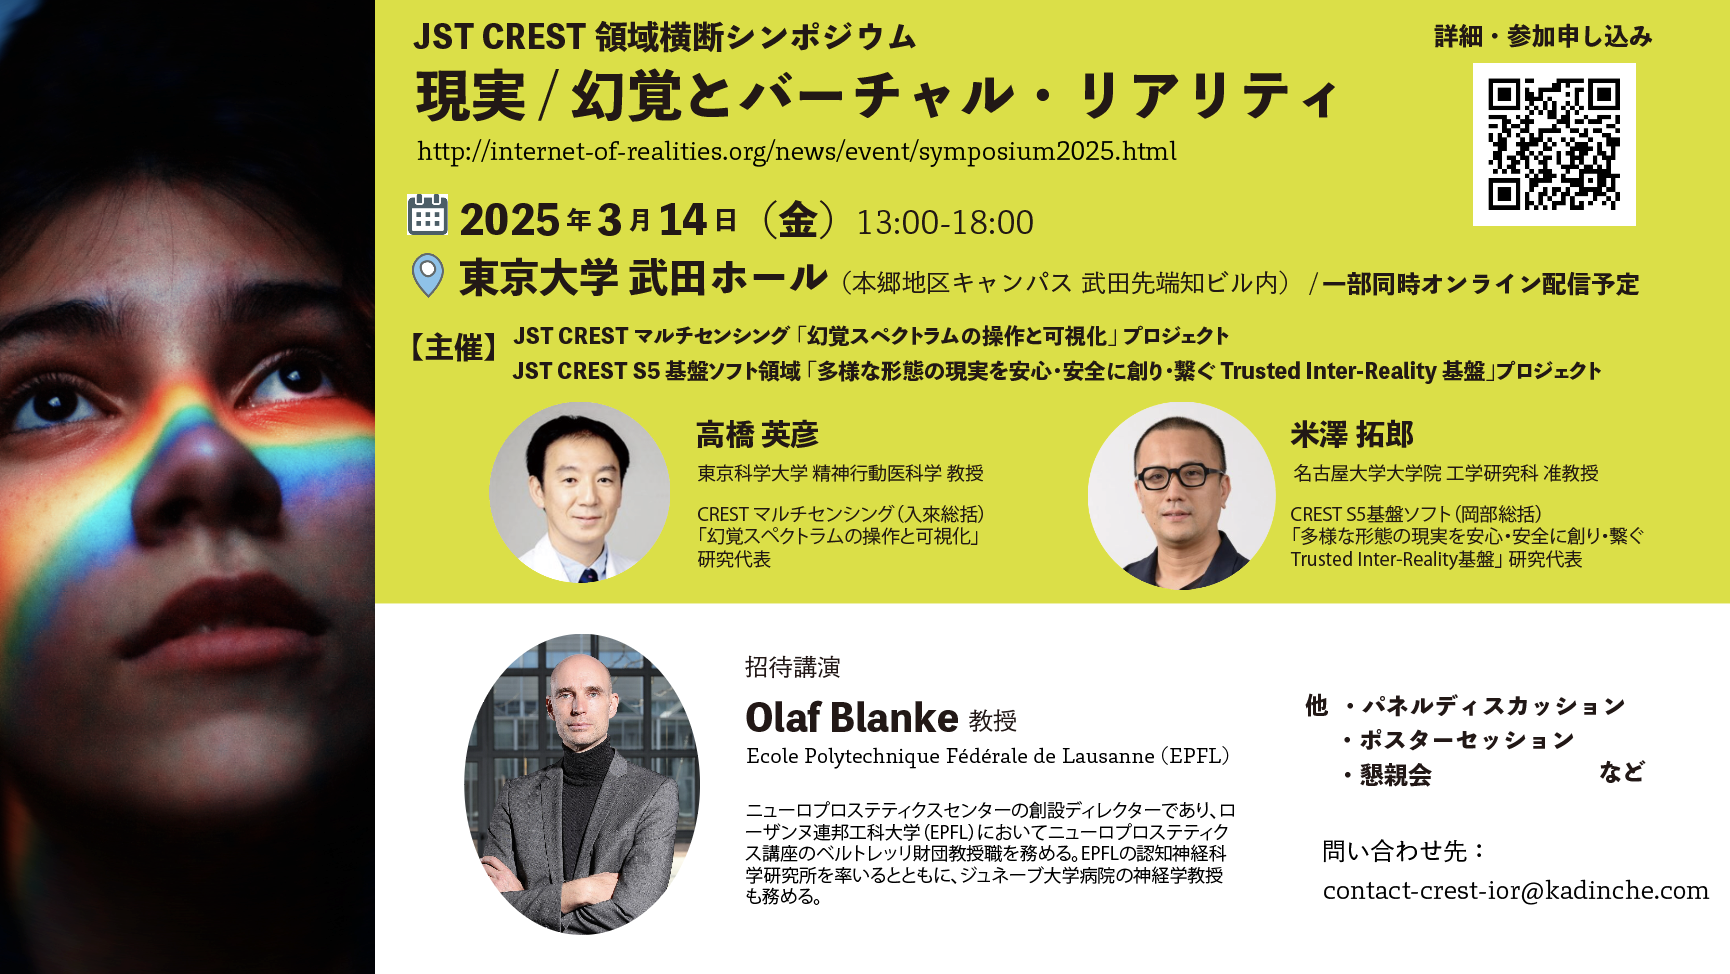 JST CREST 領域横断シンポジウム
現実 / 幻覚とバーチャル・リアリティ
http://internet-of-realities.org/news/event/symposium2025.html
詳細・参加申し込み
2025年3月14日（金）13:00-18:00
東京大学 武田ホール（本郷地区キャンパス 武田先端知ビル内） / 一部同時オンライン配信予定
【主催】
JST CREST マルチセンシング「幻覚スペクトラムの操作と可視化」プロジェクト
JST CREST S5 基盤ソフト領域「多様な形態の現実を安心・安全に創り・繋ぐ Trusted Inter-Reality 基盤」プロジェクト
高橋 英彦
東京科学大学 精神行動医科学 教授
CREST マルチセンシング（入來総括）
「幻覚スペクトラムの操作と可視化」
研究代表
米澤 拓郎
名古屋大学大学院 工学研究科 准教授
CREST S5基盤ソフト（岡部総括）
「多様な形態の現実を安心・安全に創り・繋ぐ
Trusted Inter-Reality基盤」 研究代表
招待講演
Olaf Blanke 教授
Ecole Polytechnique Fédérale de Lausanne（EPFL）
ニューロプロステティクスセンターの創設ディレクターであり、ロ
ーザンヌ連邦工科大学（EPFL）においてニューロプロステティク
ス講座のベルトレッリ財団教授職を務める。EPFLの認知神経科
学研究所を率いるとともに、ジュネーブ大学病院の神経学教授
も務める。
他 ・パネルディスカッション
・ポスターセッション
・懇親会 など
問い合わせ先：
contact-crest-ior@kadinche.com